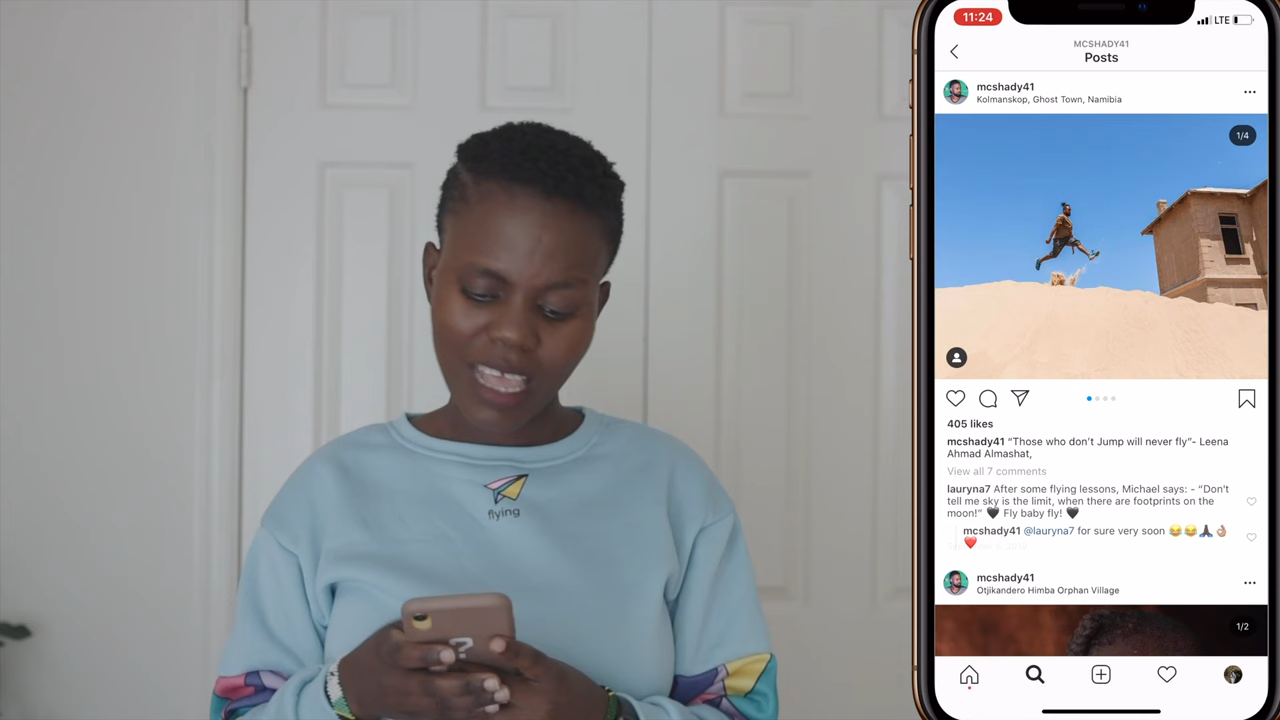 flying
?
11:24
LTE
MCSHADY41
Posts
mcshady41
Kolmanskop, Ghost Town, Namibia
1/4
405 likes
mcshady41 “Those who don’t Jump will never fly”- Leena
Ahmad Almashat,
View all 7 comments
lauryna7 After some flying lessons, Michael says: - “Don't
tell me sky is the limit, when there are footprints on the
moon!” 🖤 Fly baby fly! 🖤
mcshady41 @lauryna7 for sure very soon 😂😂🙏🏿👌🏽
❤️
mcshady41
Otjikandero Himba Orphan Village
1/2